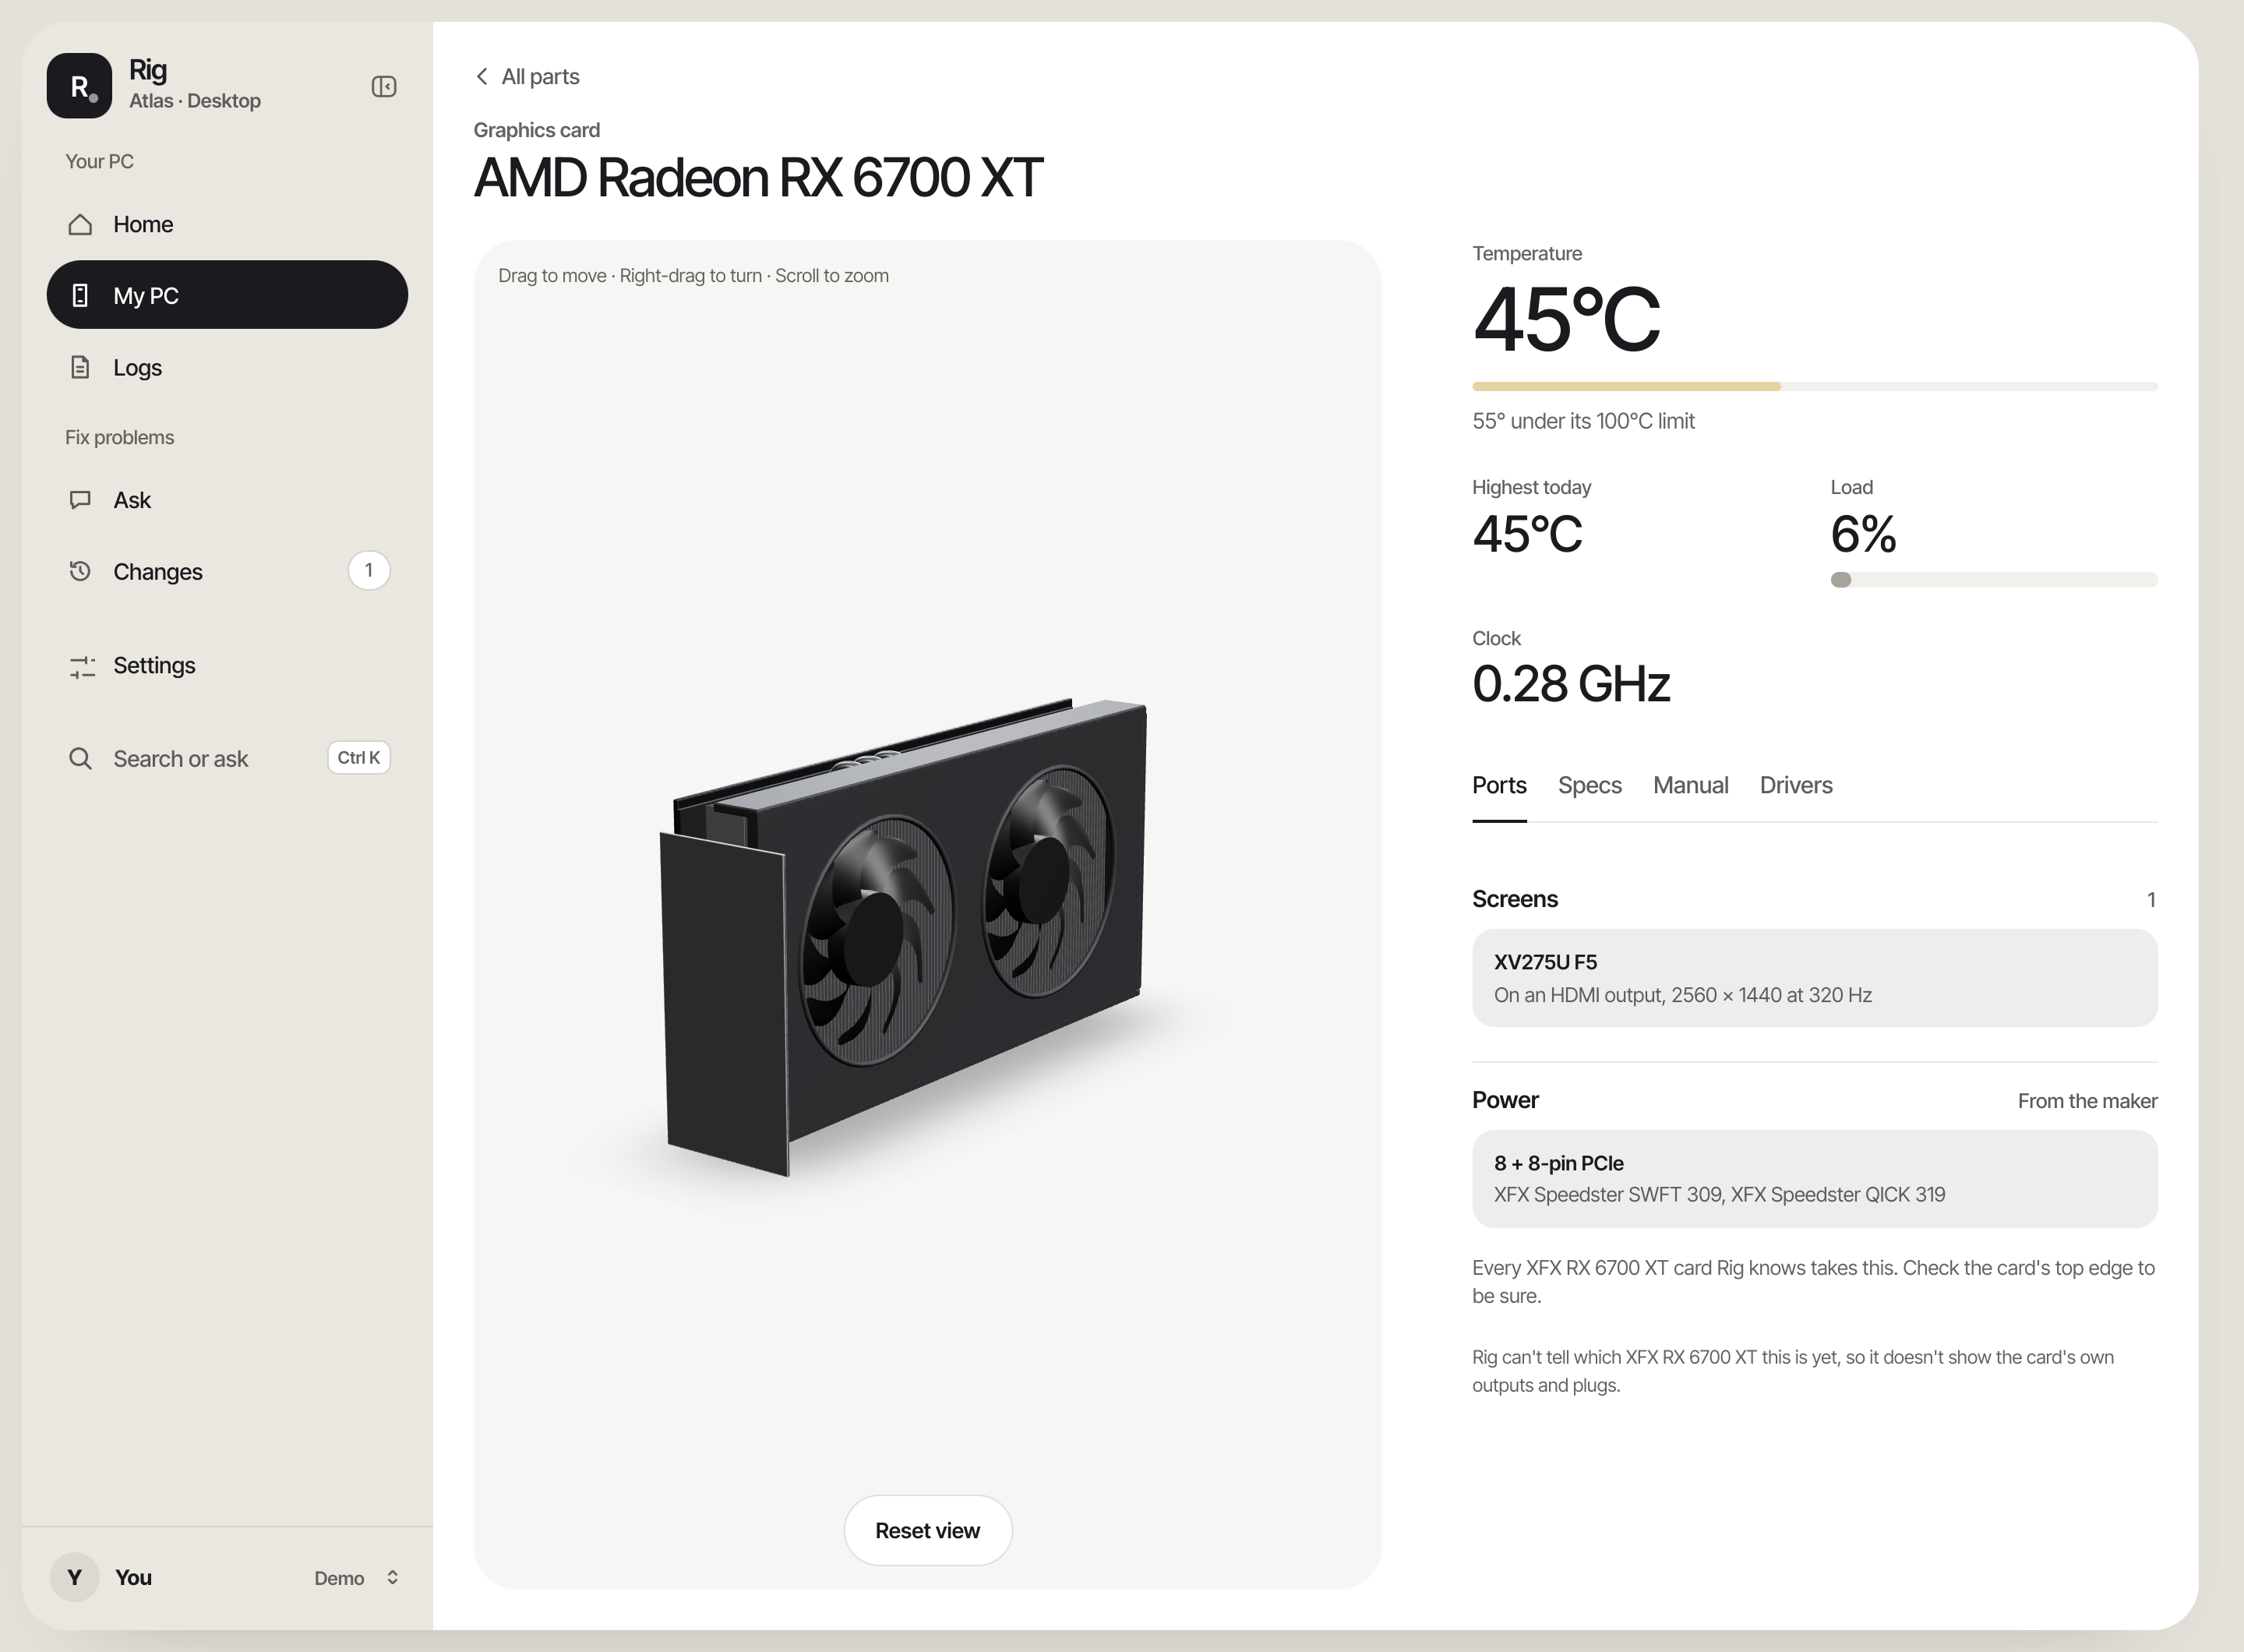 R.
Rig
Atlas · Desktop
Your PC
Home
My PC
Logs
Fix problems
Ask
Changes
1
Settings
Search or ask
Ctrl K
Y
You
Demo
All parts
Graphics card
AMD Radeon RX 6700 XT
Drag to move · Right-drag to turn · Scroll to zoom
Reset view
Temperature
45°C
55° under its 100°C limit
Highest today
45°C
Load
6%
Clock
0.28 GHz
Ports
Specs
Manual
Drivers
Screens
1
XV275U F5
On an HDMI output, 2560 × 1440 at 320 Hz
Power
From the maker
8 + 8-pin PCIe
XFX Speedster SWFT 309, XFX Speedster QICK 319
Every XFX RX 6700 XT card Rig knows takes this. Check the card's top edge to
be sure.
Rig can't tell which XFX RX 6700 XT this is yet, so it doesn't show the card's own
outputs and plugs.